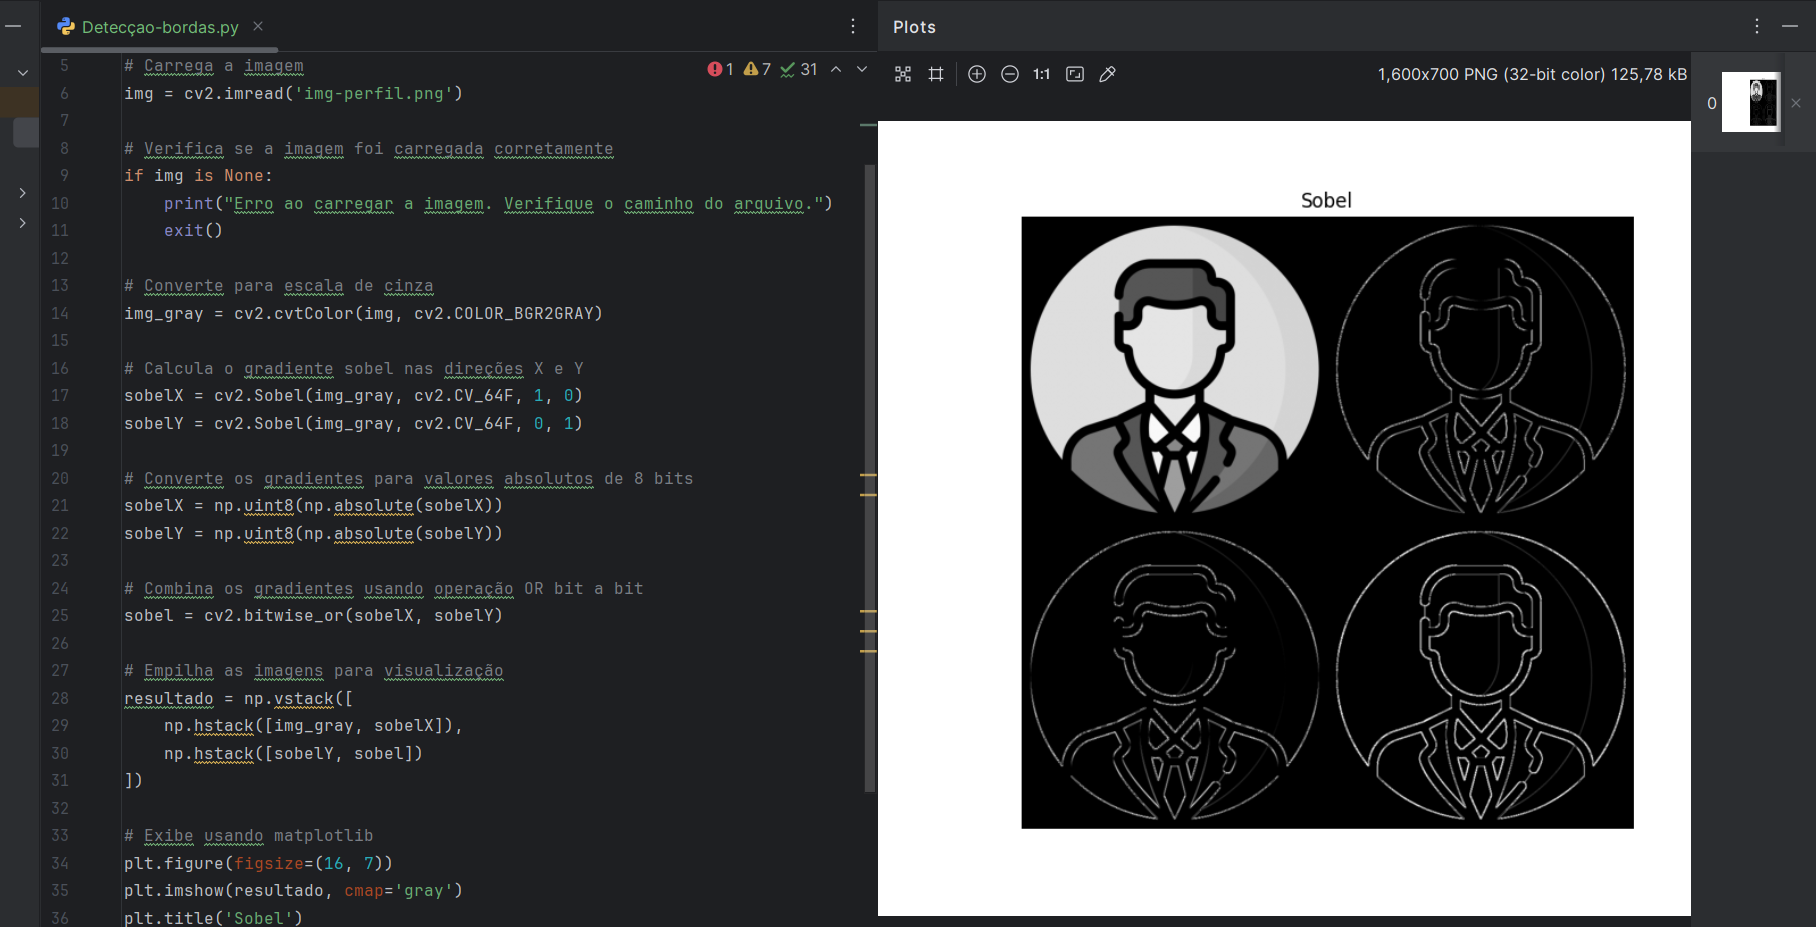 Detecçao-bordas.py
1 7 31
5 # Carrega a imagem
6 img = cv2.imread('img-perfil.png')
7
8 # Verifica se a imagem foi carregada corretamente
9 if img is None:
10 print("Erro ao carregar a imagem. Verifique o caminho do arquivo.")
11 exit()
12
13 # Converte para escala de cinza
14 img_gray = cv2.cvtColor(img, cv2.COLOR_BGR2GRAY)
15
16 # Calcula o gradiente sobel nas direções X e Y
17 sobelX = cv2.Sobel(img_gray, cv2.CV_64F, 1, 0)
18 sobelY = cv2.Sobel(img_gray, cv2.CV_64F, 0, 1)
19
20 # Converte os gradientes para valores absolutos de 8 bits
21 sobelX = np.uint8(np.absolute(sobelX))
22 sobelY = np.uint8(np.absolute(sobelY))
23
24 # Combina os gradientes usando operação OR bit a bit
25 sobel = cv2.bitwise_or(sobelX, sobelY)
26
27 # Empilha as imagens para visualização
28 resultado = np.vstack([
29 np.hstack([img_gray, sobelX]),
30 np.hstack([sobelY, sobel])
31 ])
32
33 # Exibe usando matplotlib
34 plt.figure(figsize=(16, 7))
35 plt.imshow(resultado, cmap='gray')
36 plt.title('Sobel')
Plots
1:1
1,600x700 PNG (32-bit color) 125,78 kB
0
Sobel